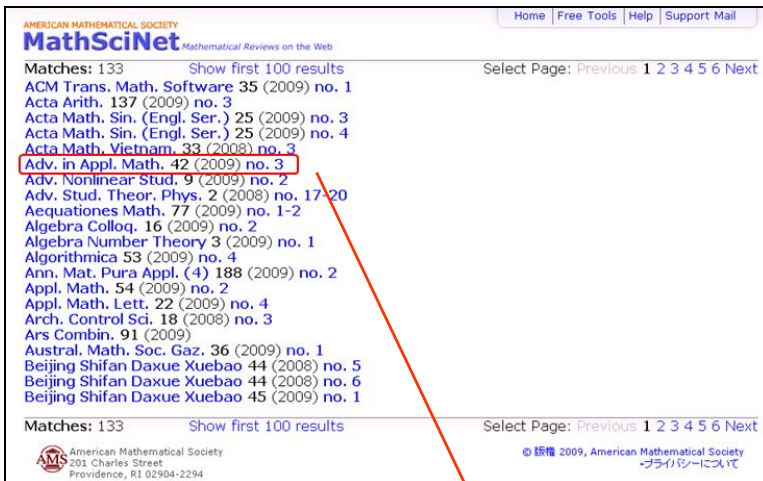 AMERICAN MATHEMATICAL SOCIETY
MathSciNet Mathematical Reviews on the Web
Home Free Tools Help Support Mail
Matches: 133 Show first 100 results Select Page: Previous 1 2 3 4 5 6 Next
ACM Trans. Math. Software 35 (2009) no. 1
Acta Arith. 137 (2009) no. 3
Acta Math. Sin. (Engl. Ser.) 25 (2009) no. 3
Acta Math. Sin. (Engl. Ser.) 25 (2009) no. 4
Acta Math. Vietnam. 33 (2008) no. 3
Adv. in Appl. Math. 42 (2009) no. 3
Adv. Nonlinear Stud. 9 (2009) no. 2
Adv. Stud. Theor. Phys. 2 (2008) no. 17-20
Aequationes Math. 77 (2009) no. 1-2
Algebra Colloq. 16 (2009) no. 2
Algebra Number Theory 3 (2009) no. 1
Algorithmica 53 (2009) no. 4
Ann. Mat. Pura Appl. (4) 188 (2009) no. 2
Appl. Math. 54 (2009) no. 2
Appl. Math. Lett. 22 (2009) no. 4
Arch. Control Sci. 18 (2008) no. 3
Ars Combin. 91 (2009)
Austral. Math. Soc. Gaz. 36 (2009) no. 1
Beijing Shifan Daxue Xuebao 44 (2008) no. 5
Beijing Shifan Daxue Xuebao 44 (2008) no. 6
Beijing Shifan Daxue Xuebao 45 (2009) no. 1
Matches: 133 Show first 100 results Select Page: Previous 1 2 3 4 5 6 Next
AMS
American Mathematical Society
201 Charles Street
Providence, RI 02904-2294
© 版権 2009, American Mathematical Society
・プライバシーについて